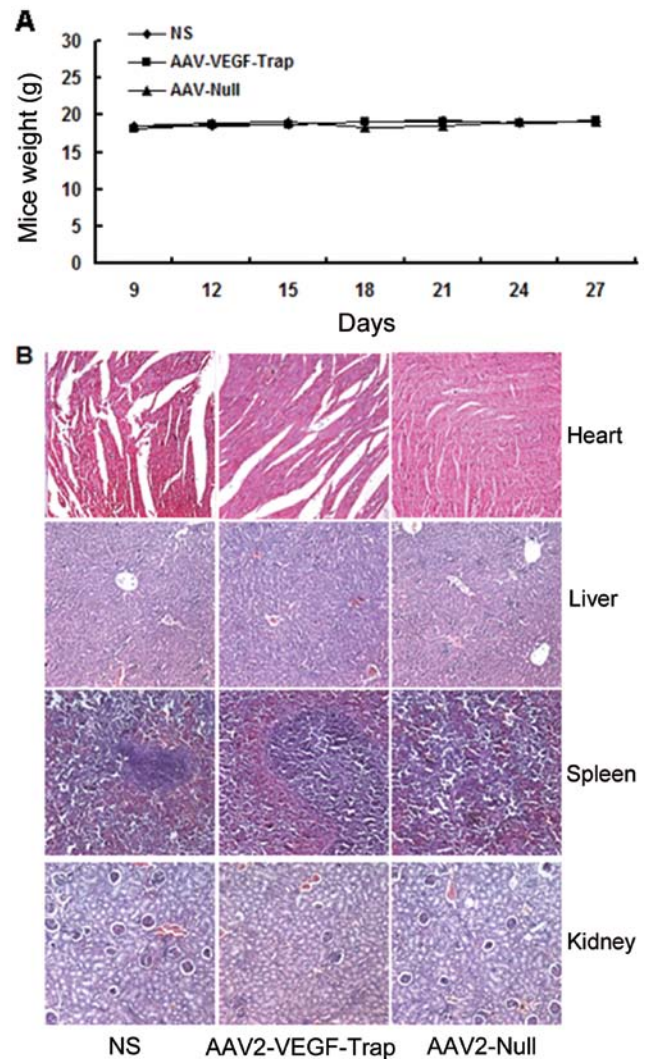 A
NS
AAV-VEGF-Trap
AAV-Null
Mice weight (g)
30
25
20
15
10
5
0
9 12 15 18 21 24 27
Days
B
Heart
Liver
Spleen
Kidney
NS AAV2-VEGF-Trap AAV2-Null